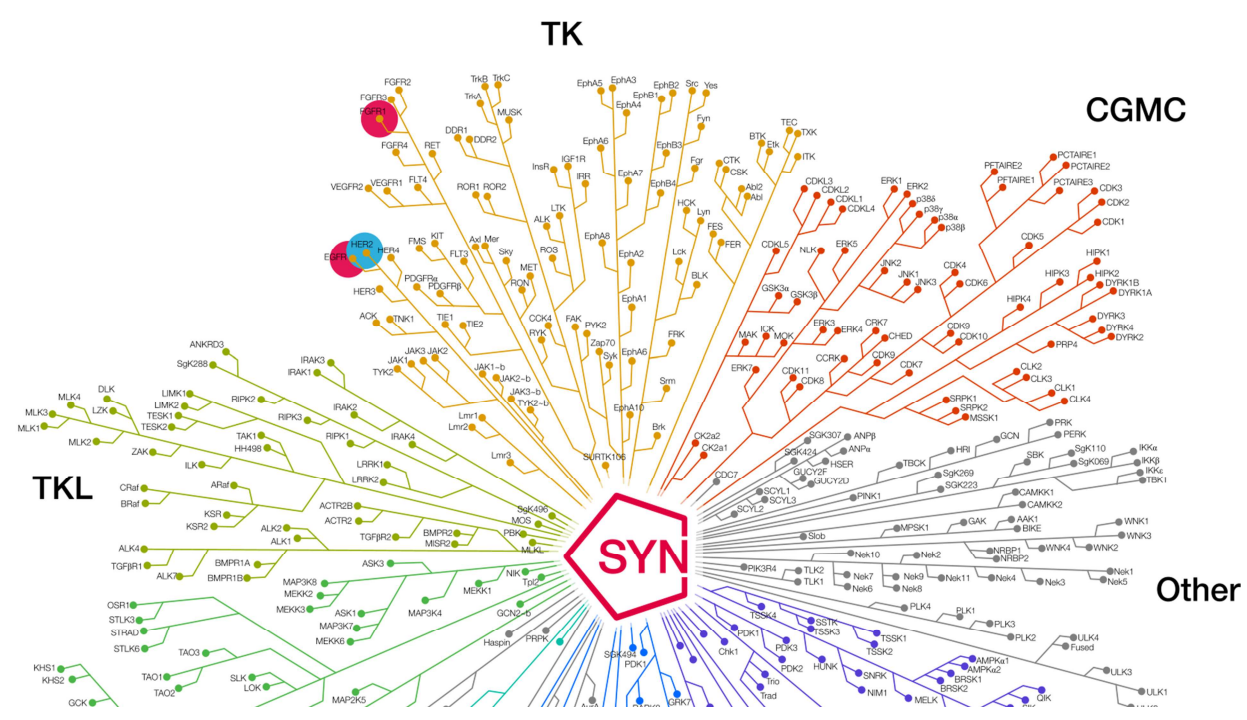 TK
CGMC
TKL
Other
SYN
FGFR2
FGFR3
FGFR1
FGFR4
RET
TrkB
TrkC
TrkA
MUSK
DDR1
DDR2
VEGFR2
VEGFR1
FLT4
ROR1
ROR2
InsR
IGF1R
IRR
EphA5
EphA3
EphA4
EphB1
EphB2
Src
Yes
Fyn
EphA6
EphB3
Fgr
EphA7
EphB4
CTK
CSK
BTK
Etk
TEC
TXK
ITK
Abl2
Abl
HCK
Lyn
FES
FER
LTK
ALK
ROS
EphA8
EphA2
Lck
BLK
EGFR
HER2
HER4
HER3
FMS
KIT
FLT3
Axl
Mer
Sky
MET
RON
PDGFRα
PDGFRβ
EphA1
ACK
TNK1
TIE1
TIE2
CCK4
RYK
FAK
PYK2
Zap70
Syk
EphA6
FRK
Srm
JAK3
JAK2
JAK1
TYK2
JAK1~b
JAK2~b
JAK3~b
TYK2~b
Lmr1
Lmr2
Lmr3
EphA10
Brk
SURTK106
CDKL3
CDKL2
CDKL1
CDKL4
CDKL5
ERK1
ERK2
p38δ
p38γ
p38α
p38β
NLK
ERK5
JNK2
JNK1
JNK3
GSK3α
GSK3β
PFTAIRE2
PFTAIRE1
PCTAIRE1
PCTAIRE2
PCTAIRE3
CDK3
CDK2
CDK1
CDK5
CDK4
CDK6
HIPK1
HIPK2
HIPK3
HIPK4
DYRK1B
DYRK1A
DYRK3
DYRK4
DYRK2
PRP4
MAK
ICK
MOK
ERK3
ERK4
CRK7
CHED
CDK9
CDK10
CCRK
CDK9
CDK7
ERK7
CDK11
CDK8
CLK2
CLK3
CLK1
CLK4
SRPK1
SRPK2
MSSK1
CK2a2
CK2a1
ANKRD3
SgK288
DLK
MLK4
LZK
MLK3
MLK1
MLK2
ZAK
LIMK1
LIMK2
TESK1
TESK2
RIPK2
IRAK3
IRAK1
RIPK3
IRAK2
TAK1
HH498
RIPK1
IRAK4
ILK
LRRK1
LRRK2
CRaf
BRaf
ARaf
KSR
KSR2
ACTR2B
ACTR2
ALK2
ALK1
TGFβR2
BMPR2
MISR2
ALK4
TGFβR1
ALK7
BMPR1A
BMPR1B
SgK496
MOS
PBK
MLKL
CDC7
SGK307
ANPβ
ANPα
SGK424
HSER
GUCY2F
GUCY2D
SCYL1
SCYL3
SCYL2
TBCK
HRI
GCN
PRK
PERK
SBK
SgK110
SgK069
IKKα
IKKβ
IKKε
TBK1
SgK269
SGK223
PINK1
CAMKK1
CAMKK2
Slob
MPSK1
GAK
AAK1
BIKE
WNK1
WNK3
WNK4
WNK2
NRBP1
NRBP2
PIK3R4
TLK2
TLK1
Nek10
Nek2
Nek7
Nek6
Nek9
Nek8
Nek11
Nek4
Nek3
Nek1
Nek5
PLK4
PLK1
PLK3
PLK2
ULK4
Fused
ULK3
ULK1
ASK3
MAP3K8
MEKK2
MEKK3
ASK1
MAP3K7
MEKK6
MAP3K4
MEKK1
NIK
Tpl2
GCN2~b
OSR1
STLK3
STRAD
STLK6
KHS1
KHS2
GCK
TAO3
TAO1
TAO2
SLK
LOK
MAP2K5
Haspin
PRPK
SGK494
PDK1
GRK7
TSSK4
PDK1
Chk1
PDK3
PDK2
Trio
Trad
SSTK
TSSK3
TSSK1
TSSK2
HUNK
SNRK
NIM1
MELK
AMPKα1
AMPKα2
BRSK1
BRSK2
QIK